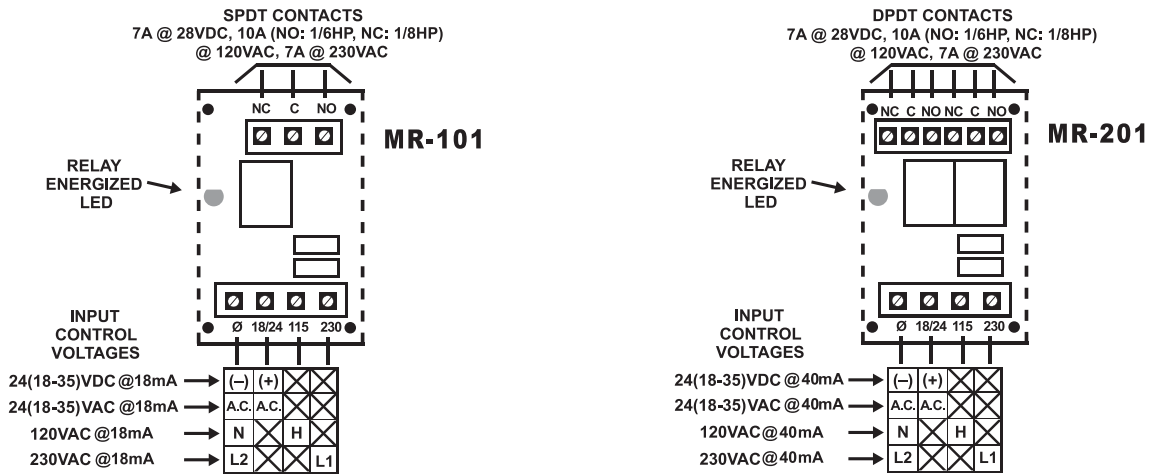 SPDT CONTACTS
7A @ 28VDC, 10A (NO: 1/6HP, NC: 1/8HP)
@ 120VAC, 7A @ 230VAC
NC C NO
MR-101
RELAY
ENERGIZED
LED
INPUT
CONTROL
VOLTAGES
Ø 18/24 115 230
24(18-35)VDC @18mA (–) (+)
24(18-35)VAC @18mA A.C. A.C.
120VAC @18mA N H
230VAC @18mA L2 L1
DPDT CONTACTS
7A @ 28VDC, 10A (NO: 1/6HP, NC: 1/8HP)
@ 120VAC, 7A @ 230VAC
NC C NO NC C NO
MR-201
RELAY
ENERGIZED
LED
INPUT
CONTROL
VOLTAGES
Ø 18/24 115 230
24(18-35)VDC @40mA (–) (+)
24(18-35)VAC @40mA A.C. A.C.
120VAC @40mA N H
230VAC @40mA L2 L1